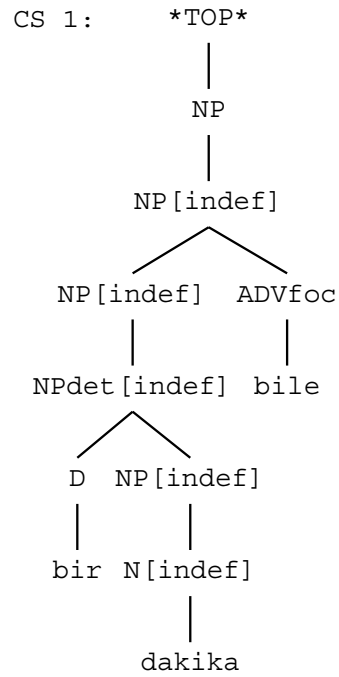 CS 1: *TOP*
NP
NP[indef]
NP[indef] ADVfoc
NPdet[indef] bile
D NP[indef]
bir N[indef]
dakika